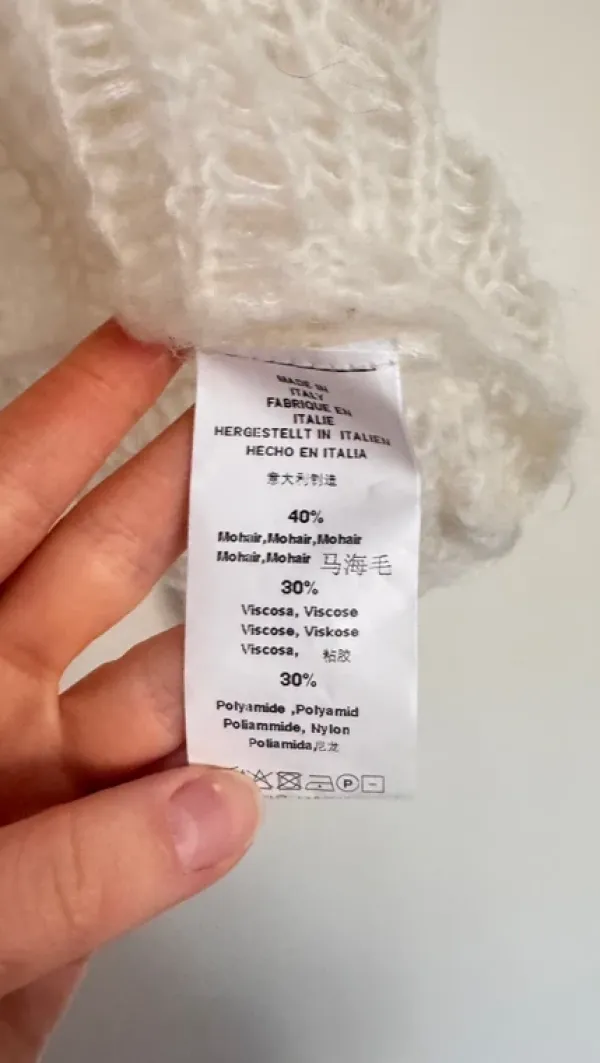 MADE IN
ITALY
FABRIQUE EN
ITALIE
HERGESTELLT IN ITALIEN
HECHO EN ITALIA
意大利制造
40%
Mohair,Mohair,Mohair
Mohair,Mohair 马海毛
30%
Viscosa, Viscose
Viscose, Viskose
Viscosa, 粘胶
30%
Polyamide ,Polyamid
Poliammide, Nylon
Poliamida,尼龙
P